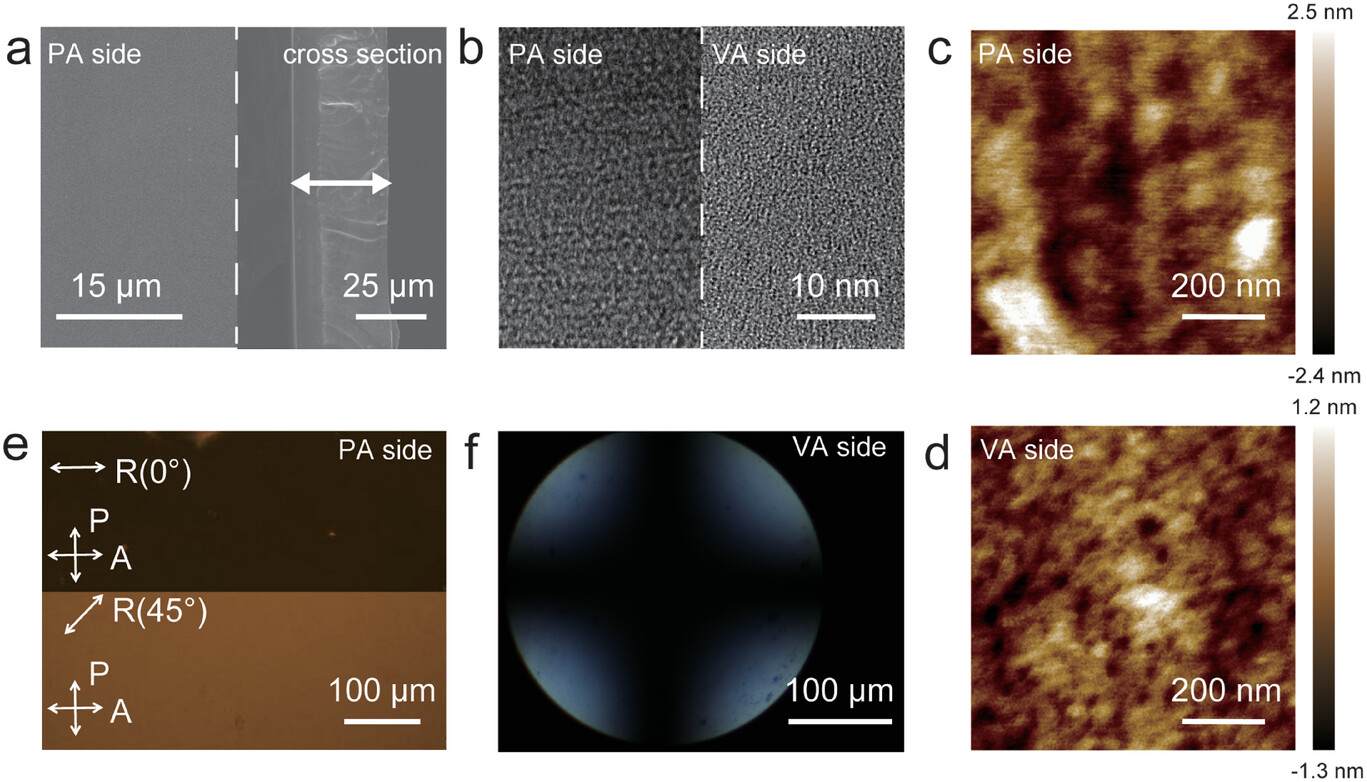 a
PA side
cross section
15 μm
25 μm
b
PA side
VA side
10 nm
c
PA side
200 nm
2.5 nm
-2.4 nm
e
PA side
R(0°)
P
A
R(45°)
P
A
100 μm
f
VA side
100 μm
d
VA side
200 nm
1.2 nm
-1.3 nm